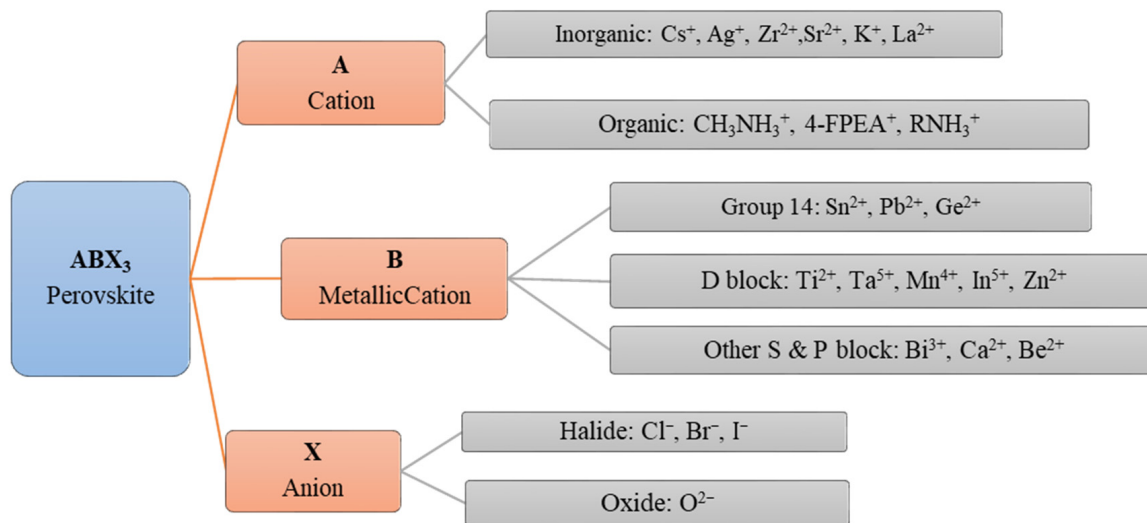 ABX₃
Perovskite
A
Cation
Inorganic: Cs⁺, Ag⁺, Zr²⁺,Sr²⁺, K⁺, La²⁺
Organic: CH₃NH₃⁺, 4-FPEA⁺, RNH₃⁺
B
MetallicCation
Group 14: Sn²⁺, Pb²⁺, Ge²⁺
D block: Ti²⁺, Ta⁵⁺, Mn⁴⁺, In⁵⁺, Zn²⁺
Other S & P block: Bi³⁺, Ca²⁺, Be²⁺
X
Anion
Halide: Cl⁻, Br⁻, I⁻
Oxide: O²⁻